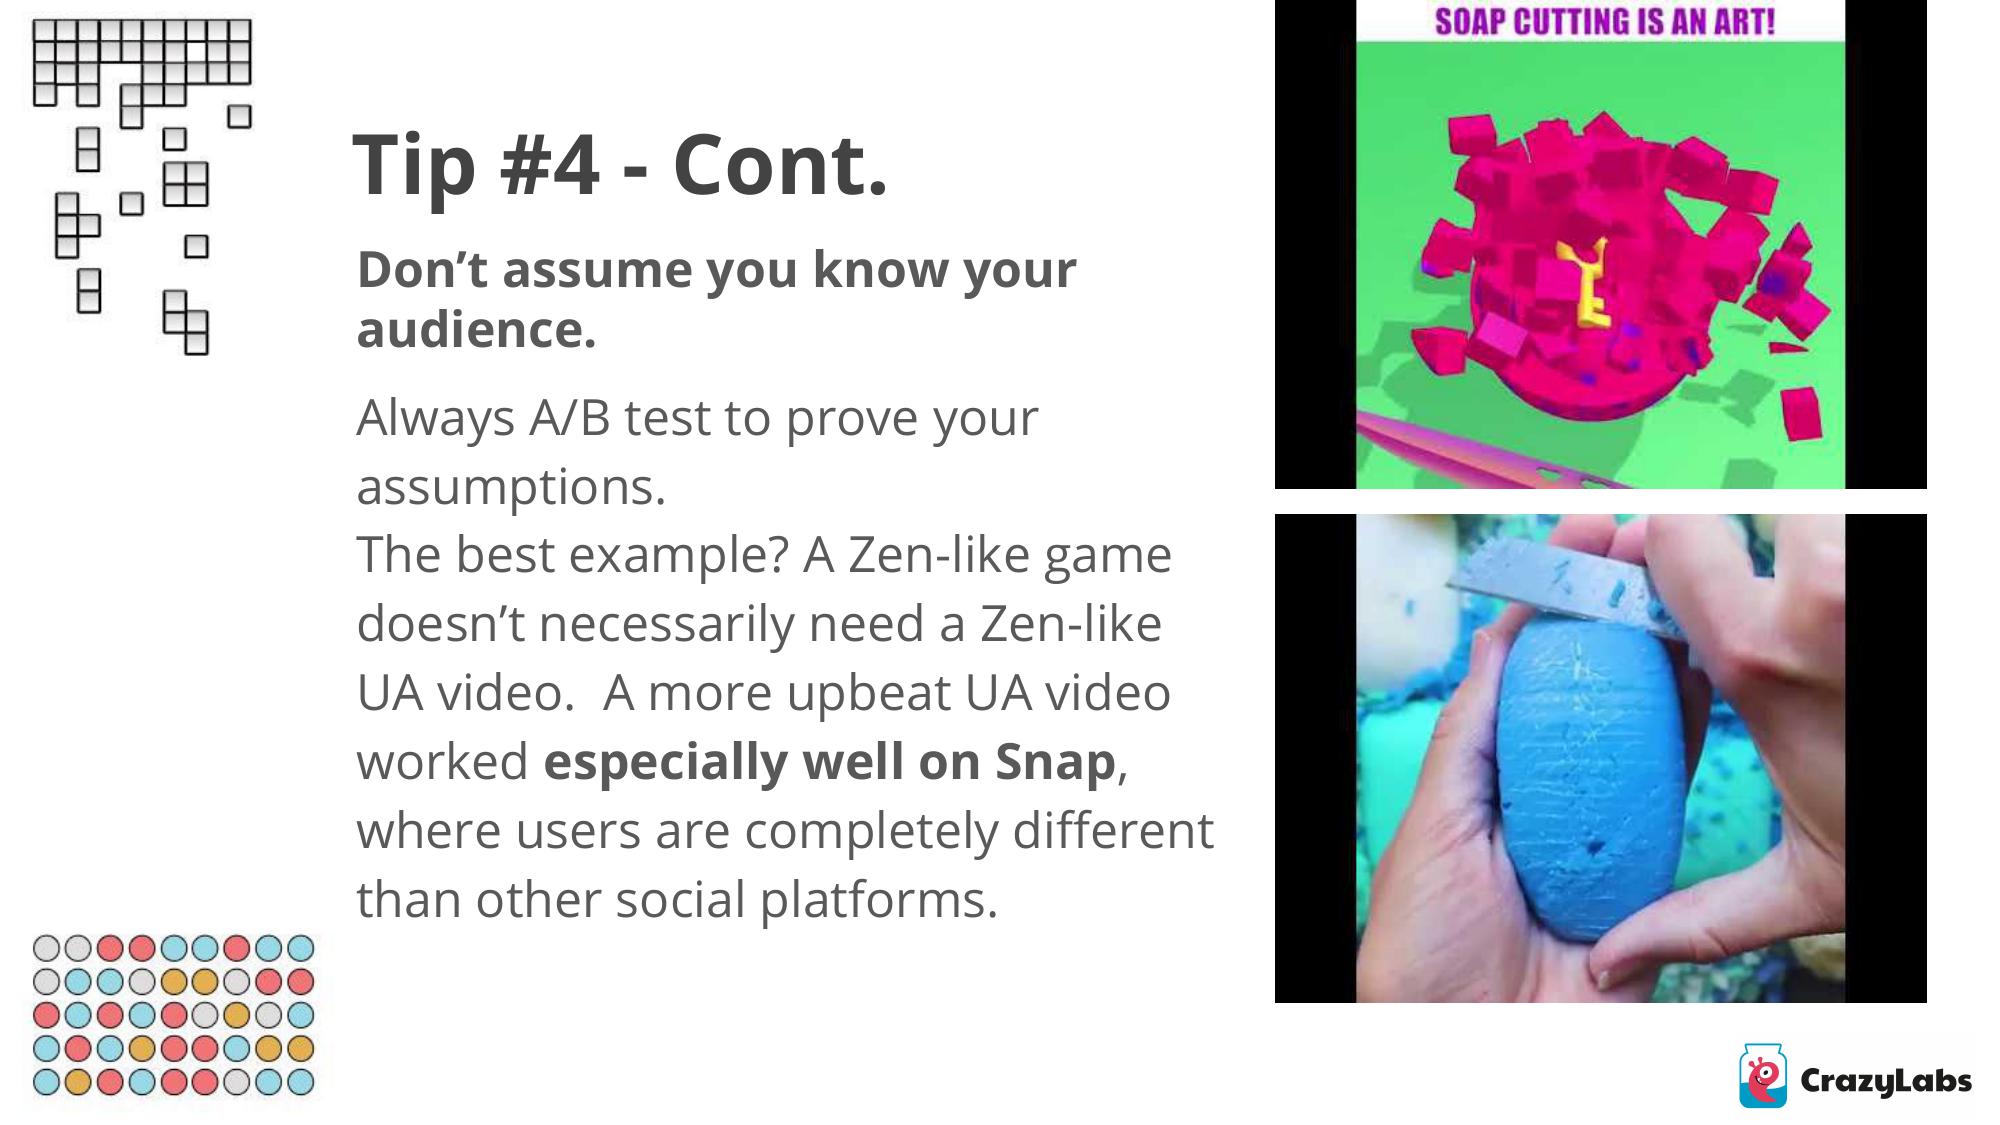 SOAP CUTTING IS AN ART!
Tip #4 - Cont.
Don’t assume you know your
audience.
Always A/B test to prove your
assumptions.
The best example? A Zen-like game
doesn’t necessarily need a Zen-like
UA video.  A more upbeat UA video
worked especially well on Snap,
where users are completely different
than other social platforms.
CrazyLabs